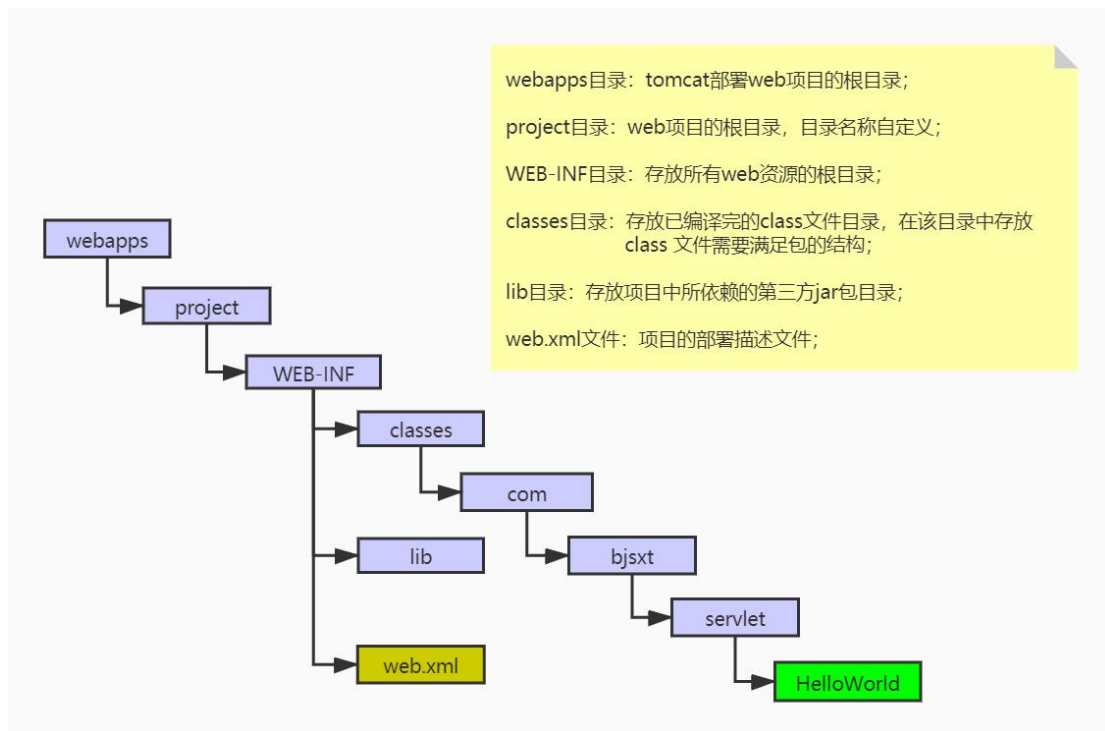 webapps目录：tomcat部署web项目的根目录；
project目录：web项目的根目录，目录名称自定义；
WEB-INF目录：存放所有web资源的根目录；
classes目录：存放已编译完的class文件目录，在该目录中存放
class 文件需要满足包的结构；
lib目录：存放项目中所依赖的第三方jar包目录；
web.xml文件：项目的部署描述文件；
webapps
project
WEB-INF
classes
com
lib
bjsxt
servlet
web.xml
HelloWorld